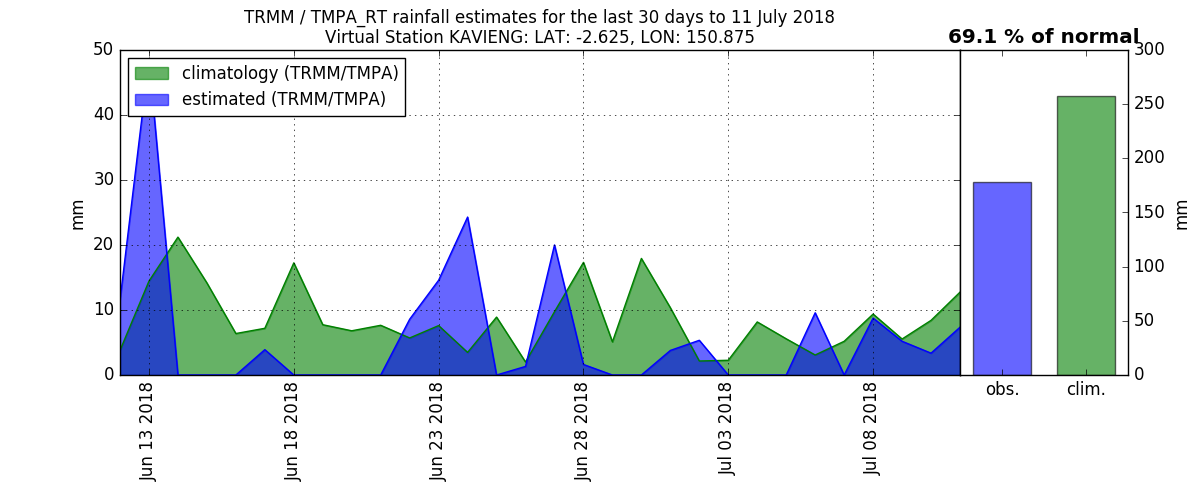 TRMM / TMPA_RT rainfall estimates for the last 30 days to 11 July 2018
Virtual Station KAVIENG: LAT: -2.625, LON: 150.875
69.1 % of normal
climatology (TRMM/TMPA)
estimated (TRMM/TMPA)
50
40
30
20
10
0
mm
Jun 13 2018
Jun 18 2018
Jun 23 2018
Jun 28 2018
Jul 03 2018
Jul 08 2018
obs.
clim.
300
250
200
150
100
50
0
mm